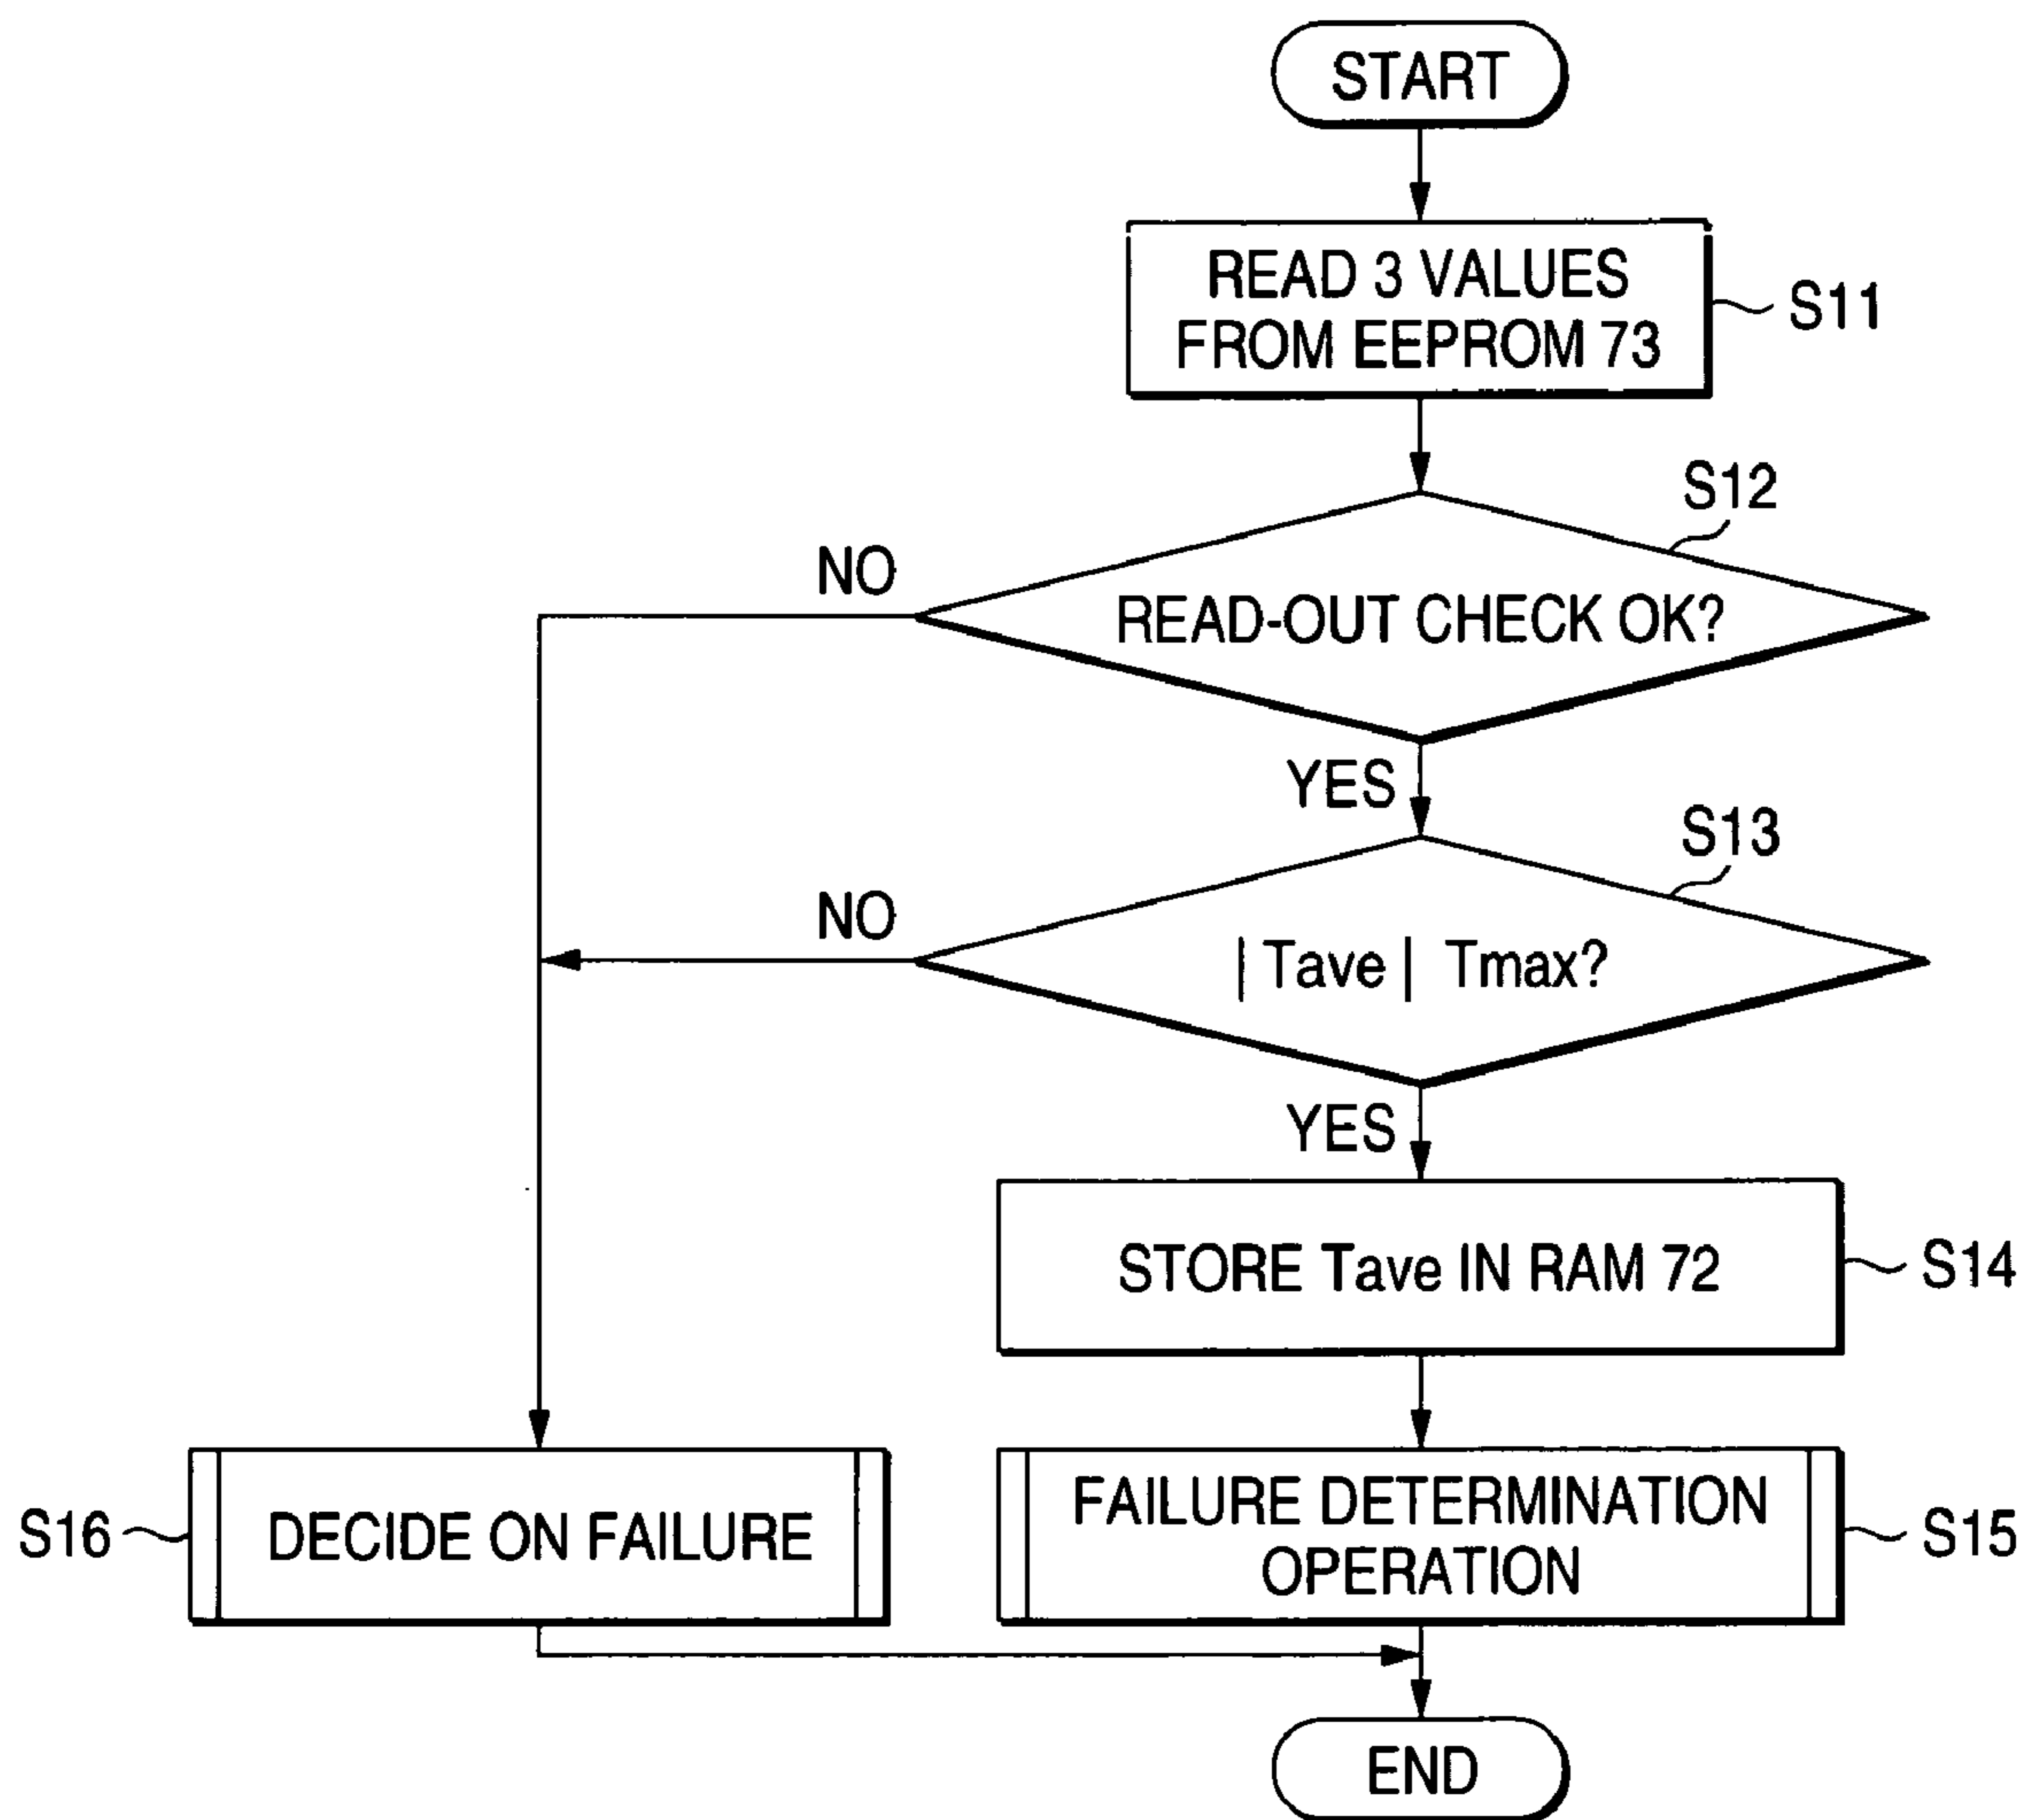 START
READ 3 VALUES
FROM EEPROM 73
S11
S12
NO
READ-OUT CHECK OK?
YES
S13
NO
| Tave | Tmax?
YES
STORE Tave IN RAM 72
S14
S16
DECIDE ON FAILURE
FAILURE DETERMINATION
OPERATION
S15
END